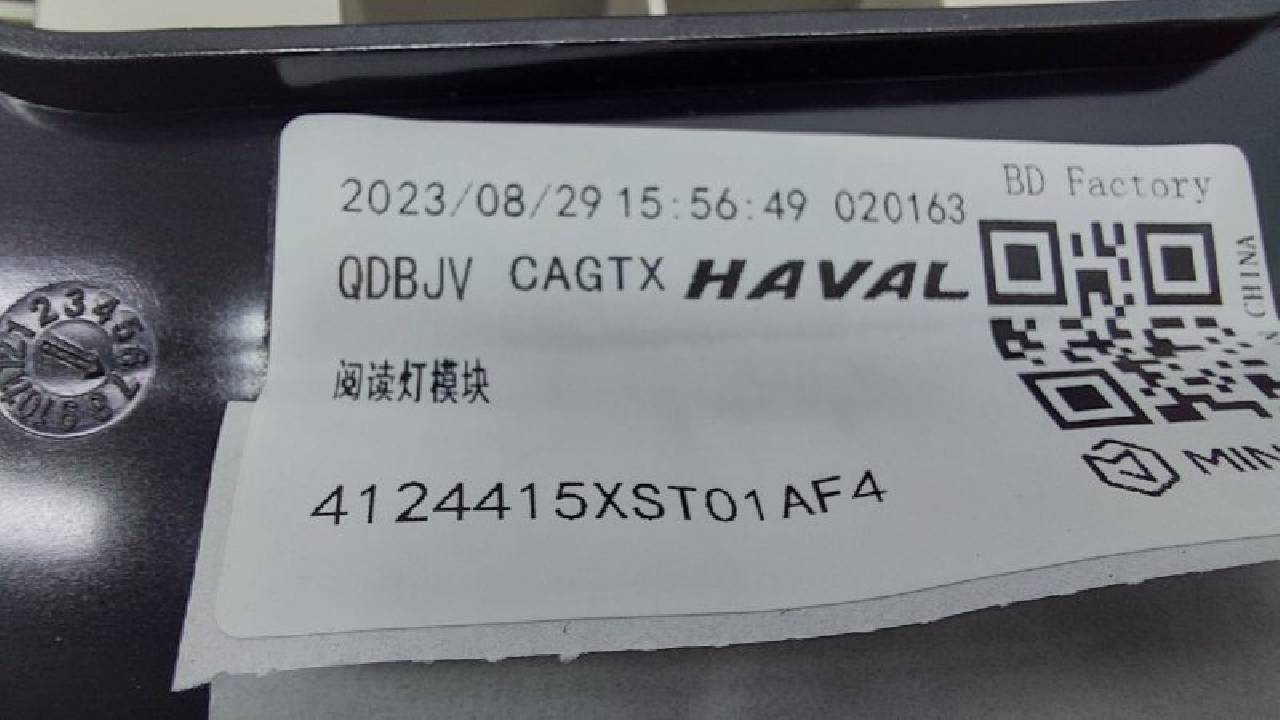 BD Factory
2023/08/29 15:56:49 020163
QDBJV CAGTX HAVAL
CHINA
阅读灯模块
MIN
4124415XST01AF4